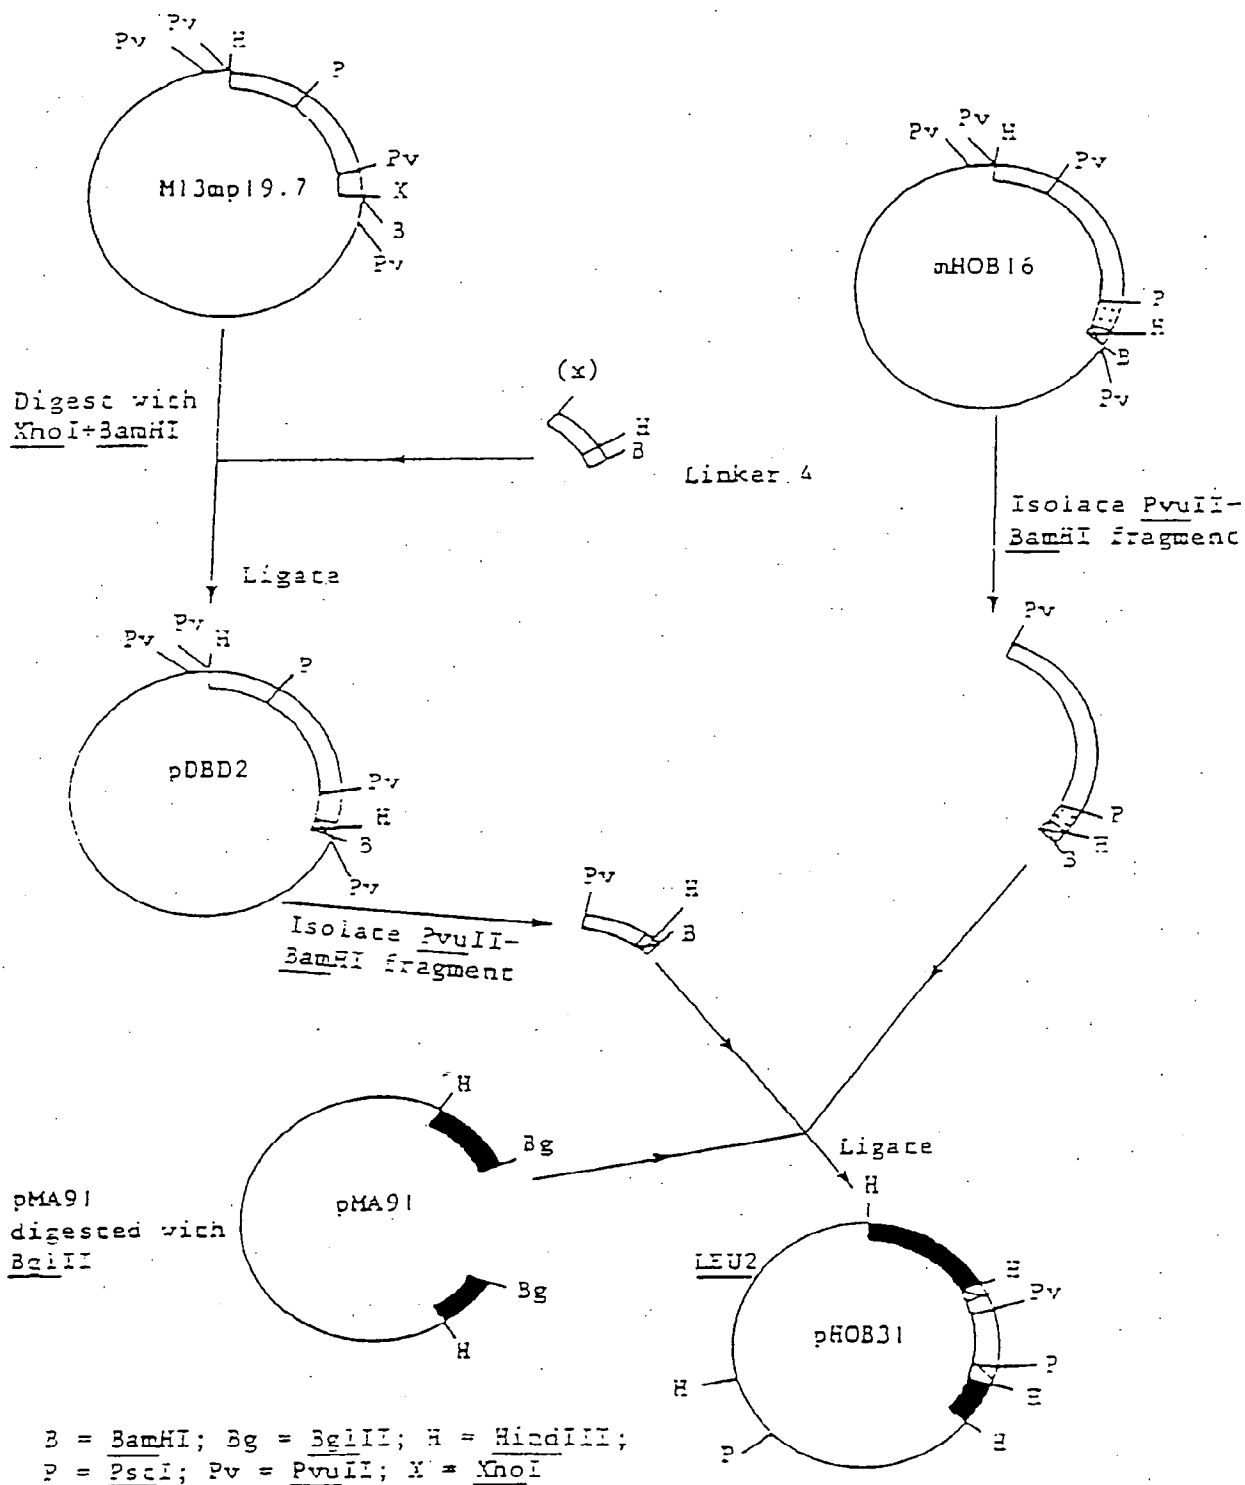 Pv
Pv
H
P
M13mp19.7
Pv
X
B
Pv
Pv
Pv
H
Pv
mHOB16
P
H
B
Pv
Digest with
XhoI+BamHI
(x)
H
B
Linker 4
Isolate PvuII-
BamHI fragment
Ligate
Pv
Pv
H
P
pDBD2
Pv
H
B
Pv
Pv
P
H
B
Isolate PvuII-
BamHI fragment
Pv
H
B
pMA91
digested with
BglII
H
Bg
pMA91
Bg
H
Ligate
H
LEU2
H
Pv
pHOB31
P
H
H
H
P
B = BamHI; Bg = BglII; H = HindIII;
P = PstI; Pv = PvuII; X = XhoI